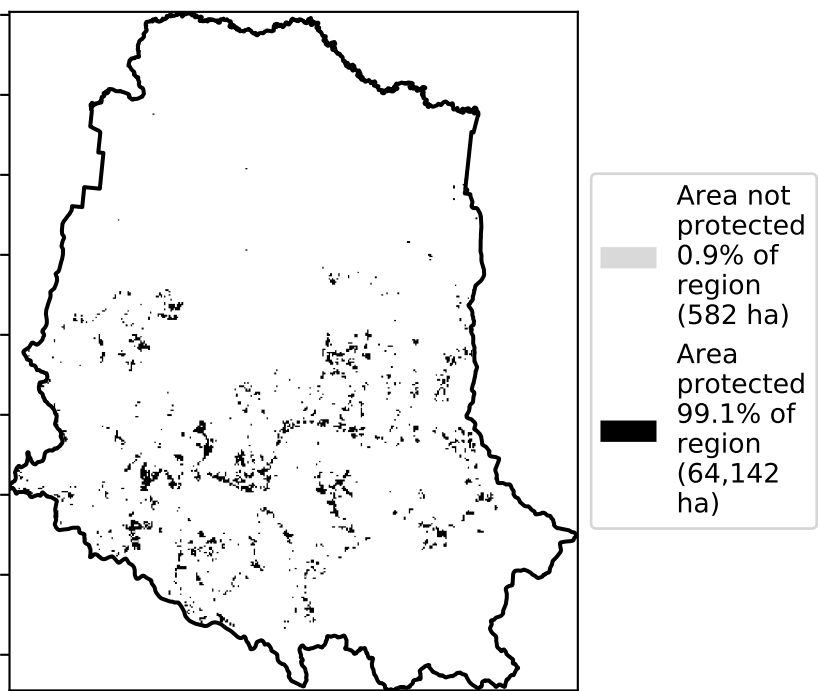 Area not
protected
0.9% of
region
(582 ha)
Area
protected
99.1% of
region
(64,142
ha)